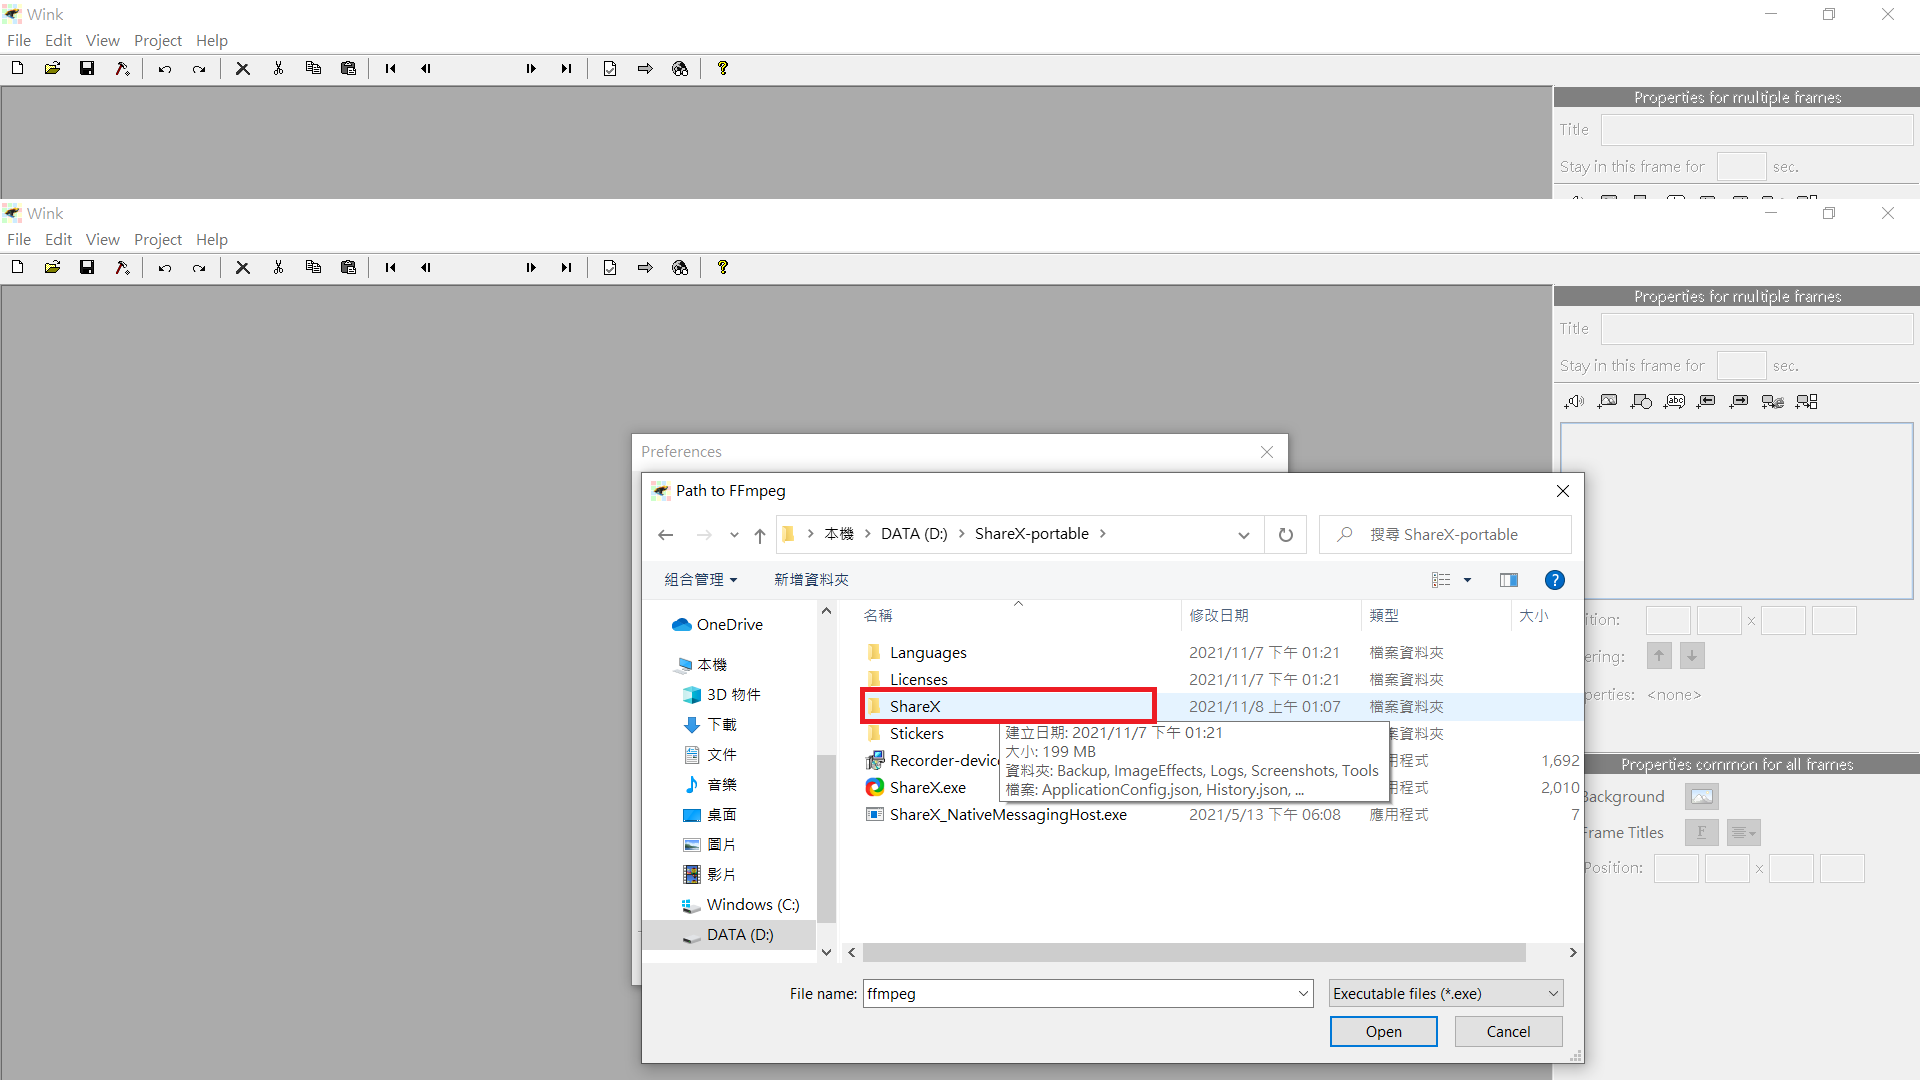 Wink
File Edit View Project Help
Properties for multiple frames
Title
Stay in this frame for sec.
Wink
File Edit View Project Help
Properties for multiple frames
Title
Stay in this frame for sec.
Preferences
Path to FFmpeg
本機 > DATA (D:) > ShareX-portable >
搜尋 ShareX-portable
組合管理 新增資料夾
OneDrive
本機
3D 物件
下載
文件
音樂
桌面
圖片
影片
Windows (C:)
DATA (D:)
名稱 修改日期 類型 大小
Languages 2021/11/7 下午 01:21 檔案資料夾
Licenses 2021/11/7 下午 01:21 檔案資料夾
ShareX 2021/11/8 上午 01:07 檔案資料夾
Stickers 案資料夾
Recorder-device 用程式 1,692
ShareX.exe 用程式 2,010
ShareX_NativeMessagingHost.exe 2021/5/13 下午 06:08 應用程式 7
建立日期: 2021/11/7 下午 01:21
大小: 199 MB
資料夾: Backup, ImageEffects, Logs, Screenshots, Tools
檔案: ApplicationConfig.json, History.json, ...
File name: ffmpeg Executable files (*.exe)
Open Cancel
ition: x
ering:
perties: <none>
Properties common for all frames
Background
Frame Titles
Position: x